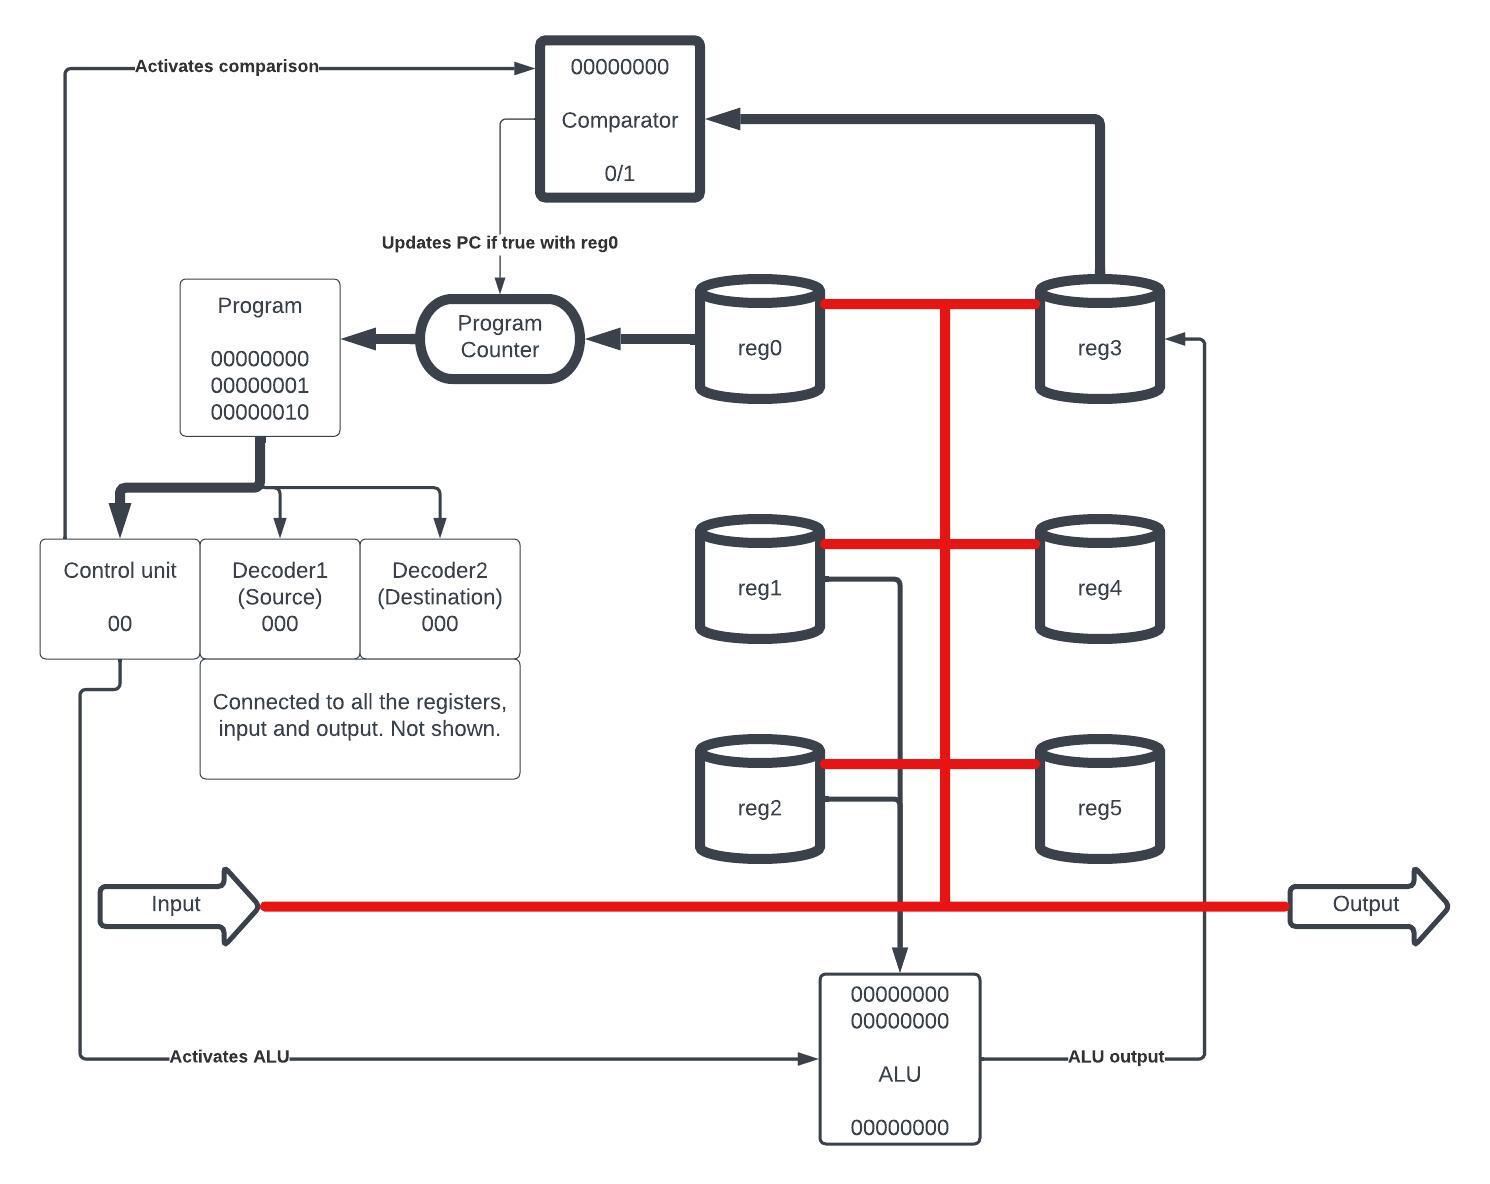 Activates comparison
00000000
Comparator
0/1
Updates PC if true with reg0
Program
00000000
00000001
00000010
Program
Counter
reg0
reg3
Control unit
00
Decoder1
(Source)
000
Decoder2
(Destination)
000
Connected to all the registers,
input and output. Not shown.
reg1
reg4
reg2
reg5
Input
Output
00000000
00000000
ALU
00000000
Activates ALU
ALU output